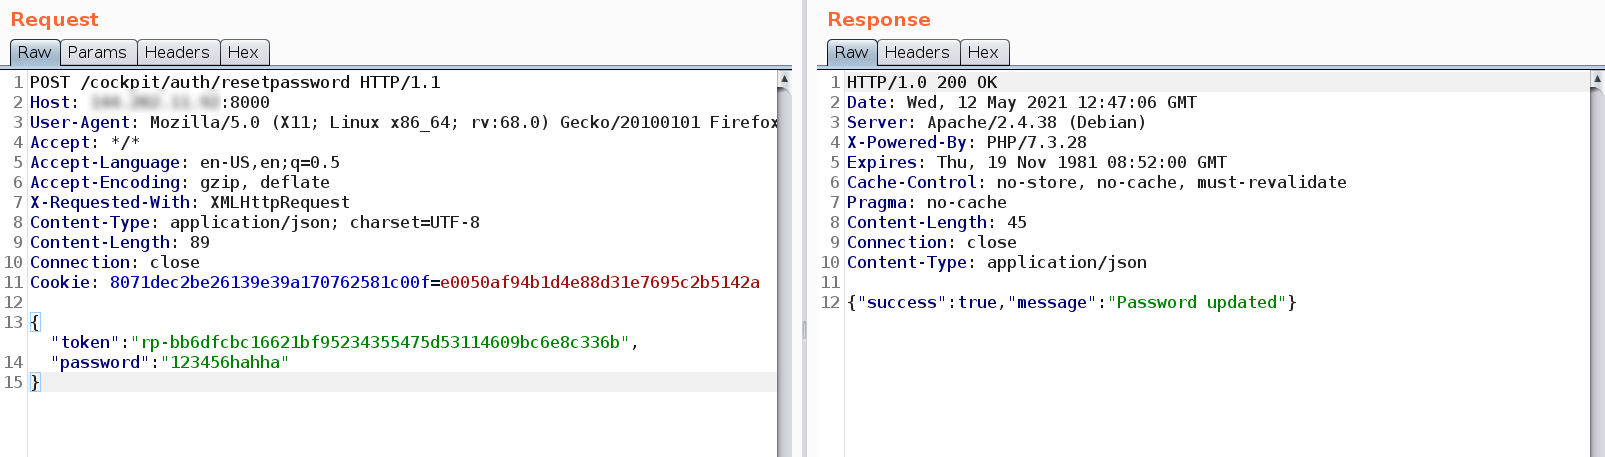 Request
Raw Params Headers Hex
1 POST /cockpit/auth/resetpassword HTTP/1.1
2 Host: :8000
3 User-Agent: Mozilla/5.0 (X11; Linux x86_64; rv:68.0) Gecko/20100101 Firefox
4 Accept: */*
5 Accept-Language: en-US,en;q=0.5
6 Accept-Encoding: gzip, deflate
7 X-Requested-With: XMLHttpRequest
8 Content-Type: application/json; charset=UTF-8
9 Content-Length: 89
10 Connection: close
11 Cookie: 8071dec2be26139e39a170762581c00f=e0050af94b1d4e88d31e7695c2b5142a
12
13 {
"token":"rp-bb6dfcbc16621bf95234355475d53114609bc6e8c336b",
14 "password":"123456hahha"
15 }
Response
Raw Headers Hex
1 HTTP/1.0 200 OK
2 Date: Wed, 12 May 2021 12:47:06 GMT
3 Server: Apache/2.4.38 (Debian)
4 X-Powered-By: PHP/7.3.28
5 Expires: Thu, 19 Nov 1981 08:52:00 GMT
6 Cache-Control: no-store, no-cache, must-revalidate
7 Pragma: no-cache
8 Content-Length: 45
9 Connection: close
10 Content-Type: application/json
11
12 {"success":true,"message":"Password updated"}